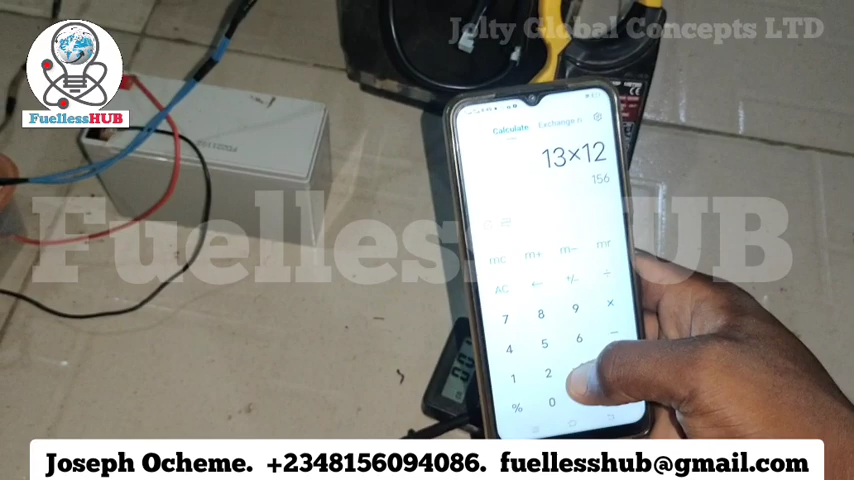 Jolty Global Concepts LTD
FuellessHUB
Calculate
13×12
156
FuellessHUB
mc m+ m− mr
AC ← +/− ÷
7 8 9 ×
4 5 6 −
1 2
% 0
Joseph Ocheme. +2348156094086. fuellesshub@gmail.com